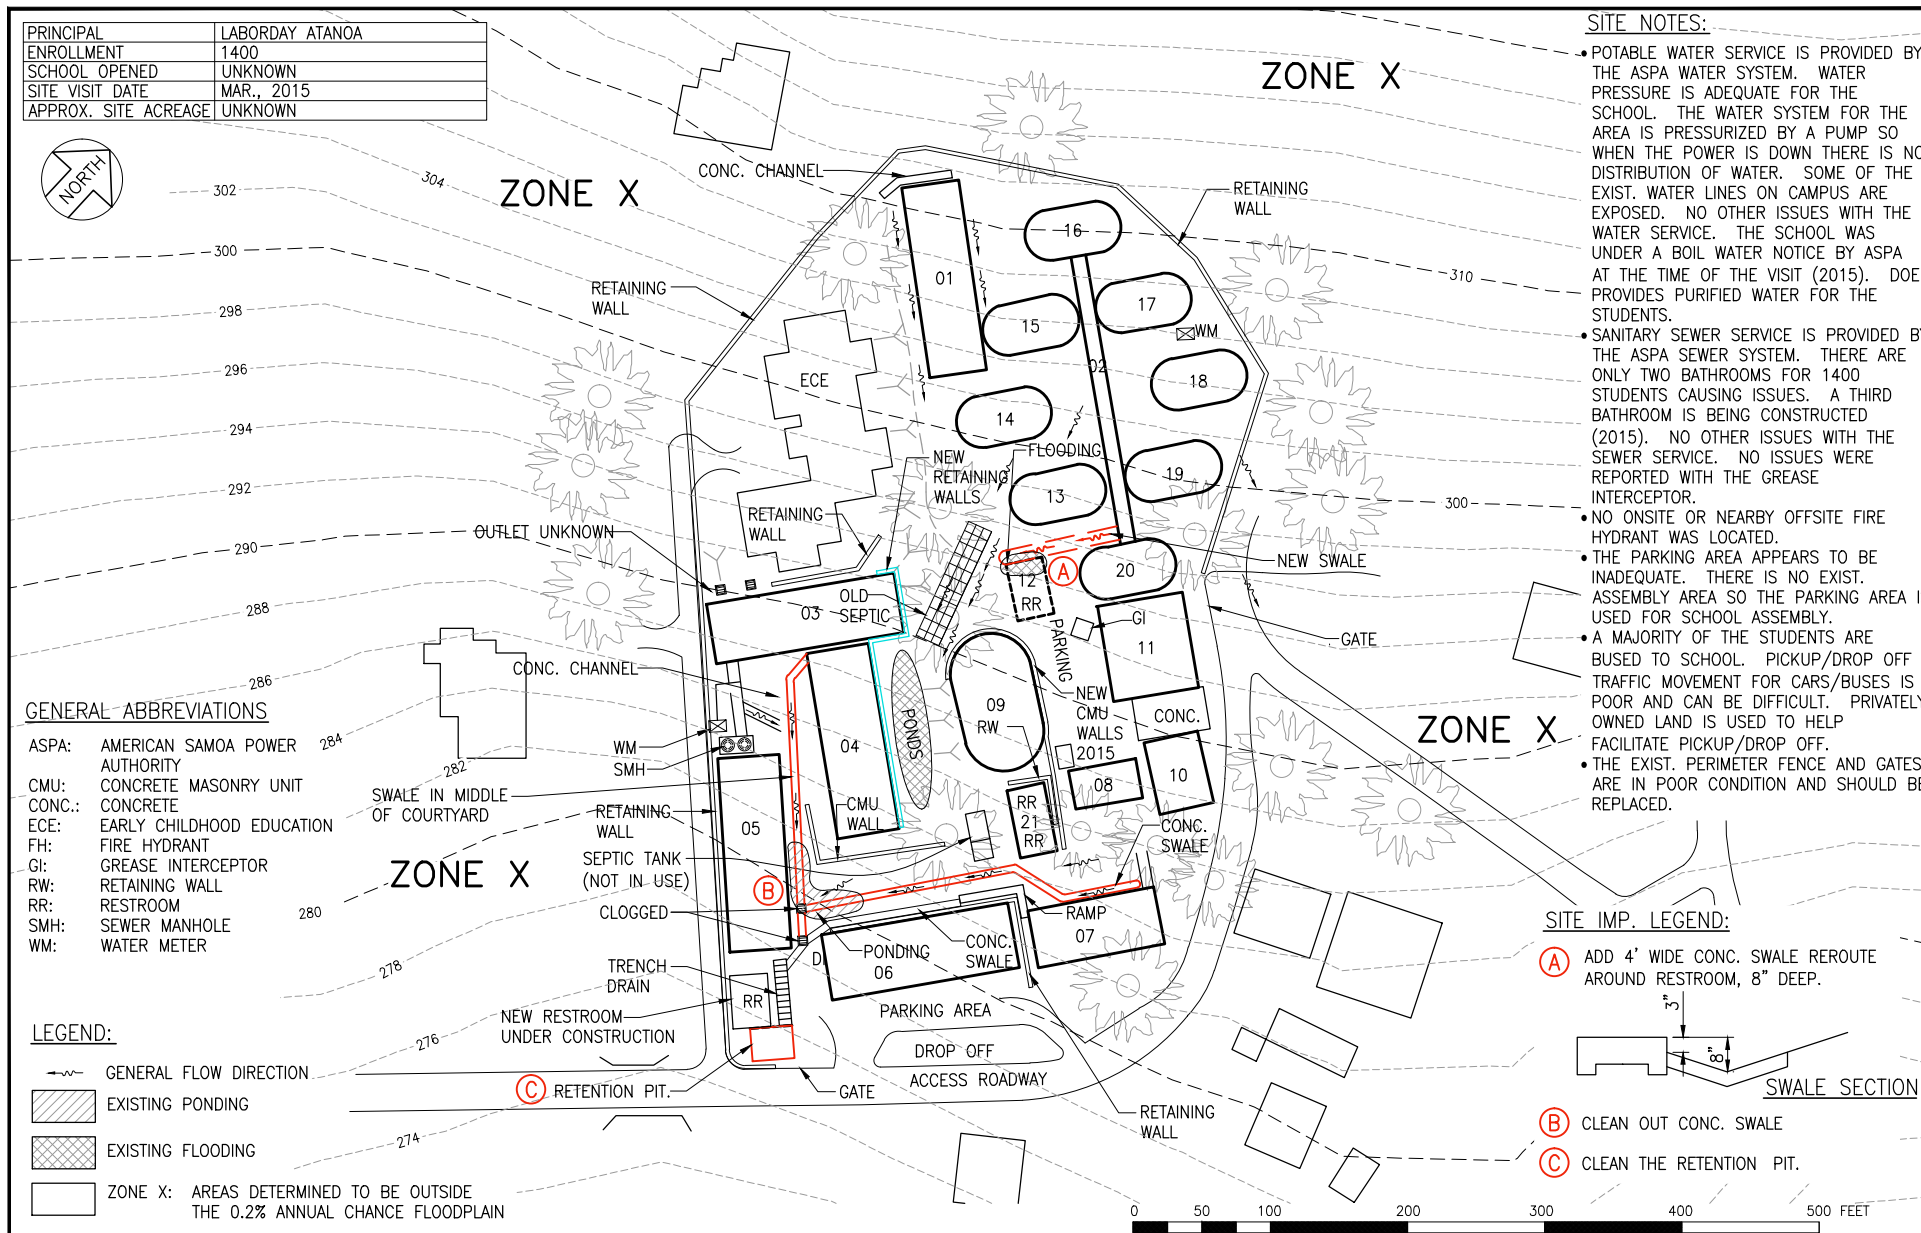 PRINCIPAL LABORDAY ATANOA
ENROLLMENT 1400
SCHOOL OPENED UNKNOWN
SITE VISIT DATE MAR., 2015
APPROX. SITE ACREAGE UNKNOWN
NORTH
ZONE X
ZONE X
ZONE X
ZONE X
302
304
300
298
296
294
292
290
288
286
284
282
280
278
276
274
310
300
CONC. CHANNEL
RETAINING
WALL
RETAINING
WALL
16
01
17
15
WM
02
18
ECE
14
FLOODING
NEW
RETAINING
WALLS
19
13
RETAINING
WALL
OUTLET UNKNOWN
NEW SWALE
A
20
12
RR
OLD
SEPTIC
03
PARKING
GI
GATE
11
CONC. CHANNEL
NEW
CMU
WALLS
2015
09
RW
CONC.
PONDS
04
WM
SMH
10
08
SWALE IN MIDDLE
OF COURTYARD
RETAINING
WALL
CMU
WALL
05
RR
21
RR
CONC.
SWALE
SEPTIC TANK
(NOT IN USE)
B
CLOGGED
RAMP
07
PONDING
06
CONC.
SWALE
D
TRENCH
DRAIN
RR
NEW RESTROOM
UNDER CONSTRUCTION
PARKING AREA
DROP OFF
ACCESS ROADWAY
C RETENTION PIT.
GATE
RETAINING
WALL
GENERAL ABBREVIATIONS
ASPA: AMERICAN SAMOA POWER
AUTHORITY
CMU: CONCRETE MASONRY UNIT
CONC.: CONCRETE
ECE: EARLY CHILDHOOD EDUCATION
FH: FIRE HYDRANT
GI: GREASE INTERCEPTOR
RW: RETAINING WALL
RR: RESTROOM
SMH: SEWER MANHOLE
WM: WATER METER
LEGEND:
GENERAL FLOW DIRECTION
EXISTING PONDING
EXISTING FLOODING
ZONE X: AREAS DETERMINED TO BE OUTSIDE
THE 0.2% ANNUAL CHANCE FLOODPLAIN
SITE NOTES:
• POTABLE WATER SERVICE IS PROVIDED BY
THE ASPA WATER SYSTEM. WATER
PRESSURE IS ADEQUATE FOR THE
SCHOOL. THE WATER SYSTEM FOR THE
AREA IS PRESSURIZED BY A PUMP SO
WHEN THE POWER IS DOWN THERE IS NO
DISTRIBUTION OF WATER. SOME OF THE
EXIST. WATER LINES ON CAMPUS ARE
EXPOSED. NO OTHER ISSUES WITH THE
WATER SERVICE. THE SCHOOL WAS
UNDER A BOIL WATER NOTICE BY ASPA
AT THE TIME OF THE VISIT (2015). DOE
PROVIDES PURIFIED WATER FOR THE
STUDENTS.
• SANITARY SEWER SERVICE IS PROVIDED BY
THE ASPA SEWER SYSTEM. THERE ARE
ONLY TWO BATHROOMS FOR 1400
STUDENTS CAUSING ISSUES. A THIRD
BATHROOM IS BEING CONSTRUCTED
(2015). NO OTHER ISSUES WITH THE
SEWER SERVICE. NO ISSUES WERE
REPORTED WITH THE GREASE
INTERCEPTOR.
• NO ONSITE OR NEARBY OFFSITE FIRE
HYDRANT WAS LOCATED.
• THE PARKING AREA APPEARS TO BE
INADEQUATE. THERE IS NO EXIST.
ASSEMBLY AREA SO THE PARKING AREA I
USED FOR SCHOOL ASSEMBLY.
• A MAJORITY OF THE STUDENTS ARE
BUSED TO SCHOOL. PICKUP/DROP OFF
TRAFFIC MOVEMENT FOR CARS/BUSES IS
POOR AND CAN BE DIFFICULT. PRIVATELY
OWNED LAND IS USED TO HELP
FACILITATE PICKUP/DROP OFF.
• THE EXIST. PERIMETER FENCE AND GATES
ARE IN POOR CONDITION AND SHOULD BE
REPLACED.
SITE IMP. LEGEND:
A ADD 4' WIDE CONC. SWALE REROUTE
AROUND RESTROOM, 8" DEEP.
3"
8"
SWALE SECTION
B CLEAN OUT CONC. SWALE
C CLEAN THE RETENTION PIT.
0 50 100 200 300 400 500 FEET